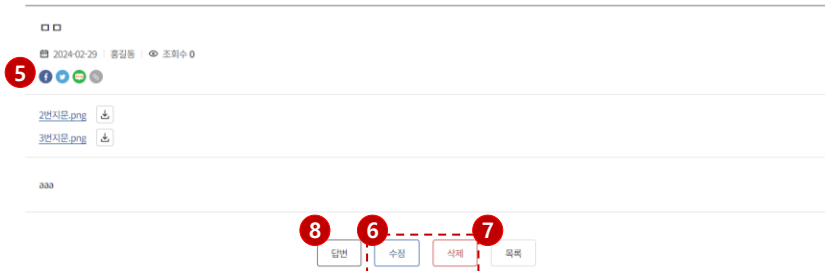 ㅁㅁ
2024-02-29 홍길동 조회수 0
5
2번지문.png
3번지문.png
aaa
8 6 7
답변 수정 삭제 목록